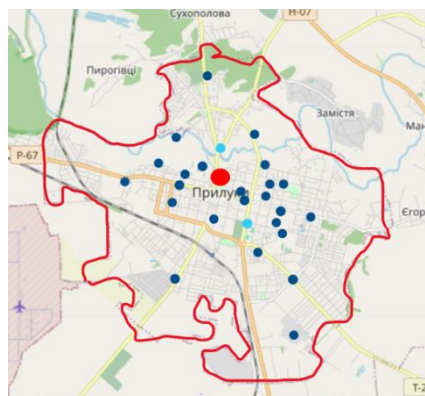 Сухополова
Н-07
Пирогівці
Замістя
Ман
Р-67
Прилуки
Єгор
Т-2